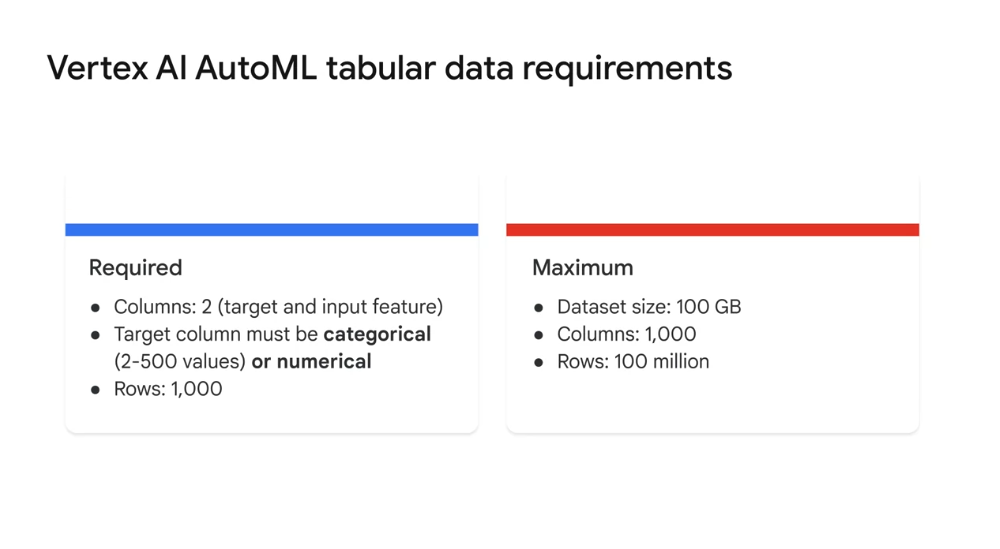 Vertex AI AutoML tabular data requirements
Required
● Columns: 2 (target and input feature)
● Target column must be categorical
(2-500 values) or numerical
● Rows: 1,000
Maximum
● Dataset size: 100 GB
● Columns: 1,000
● Rows: 100 million